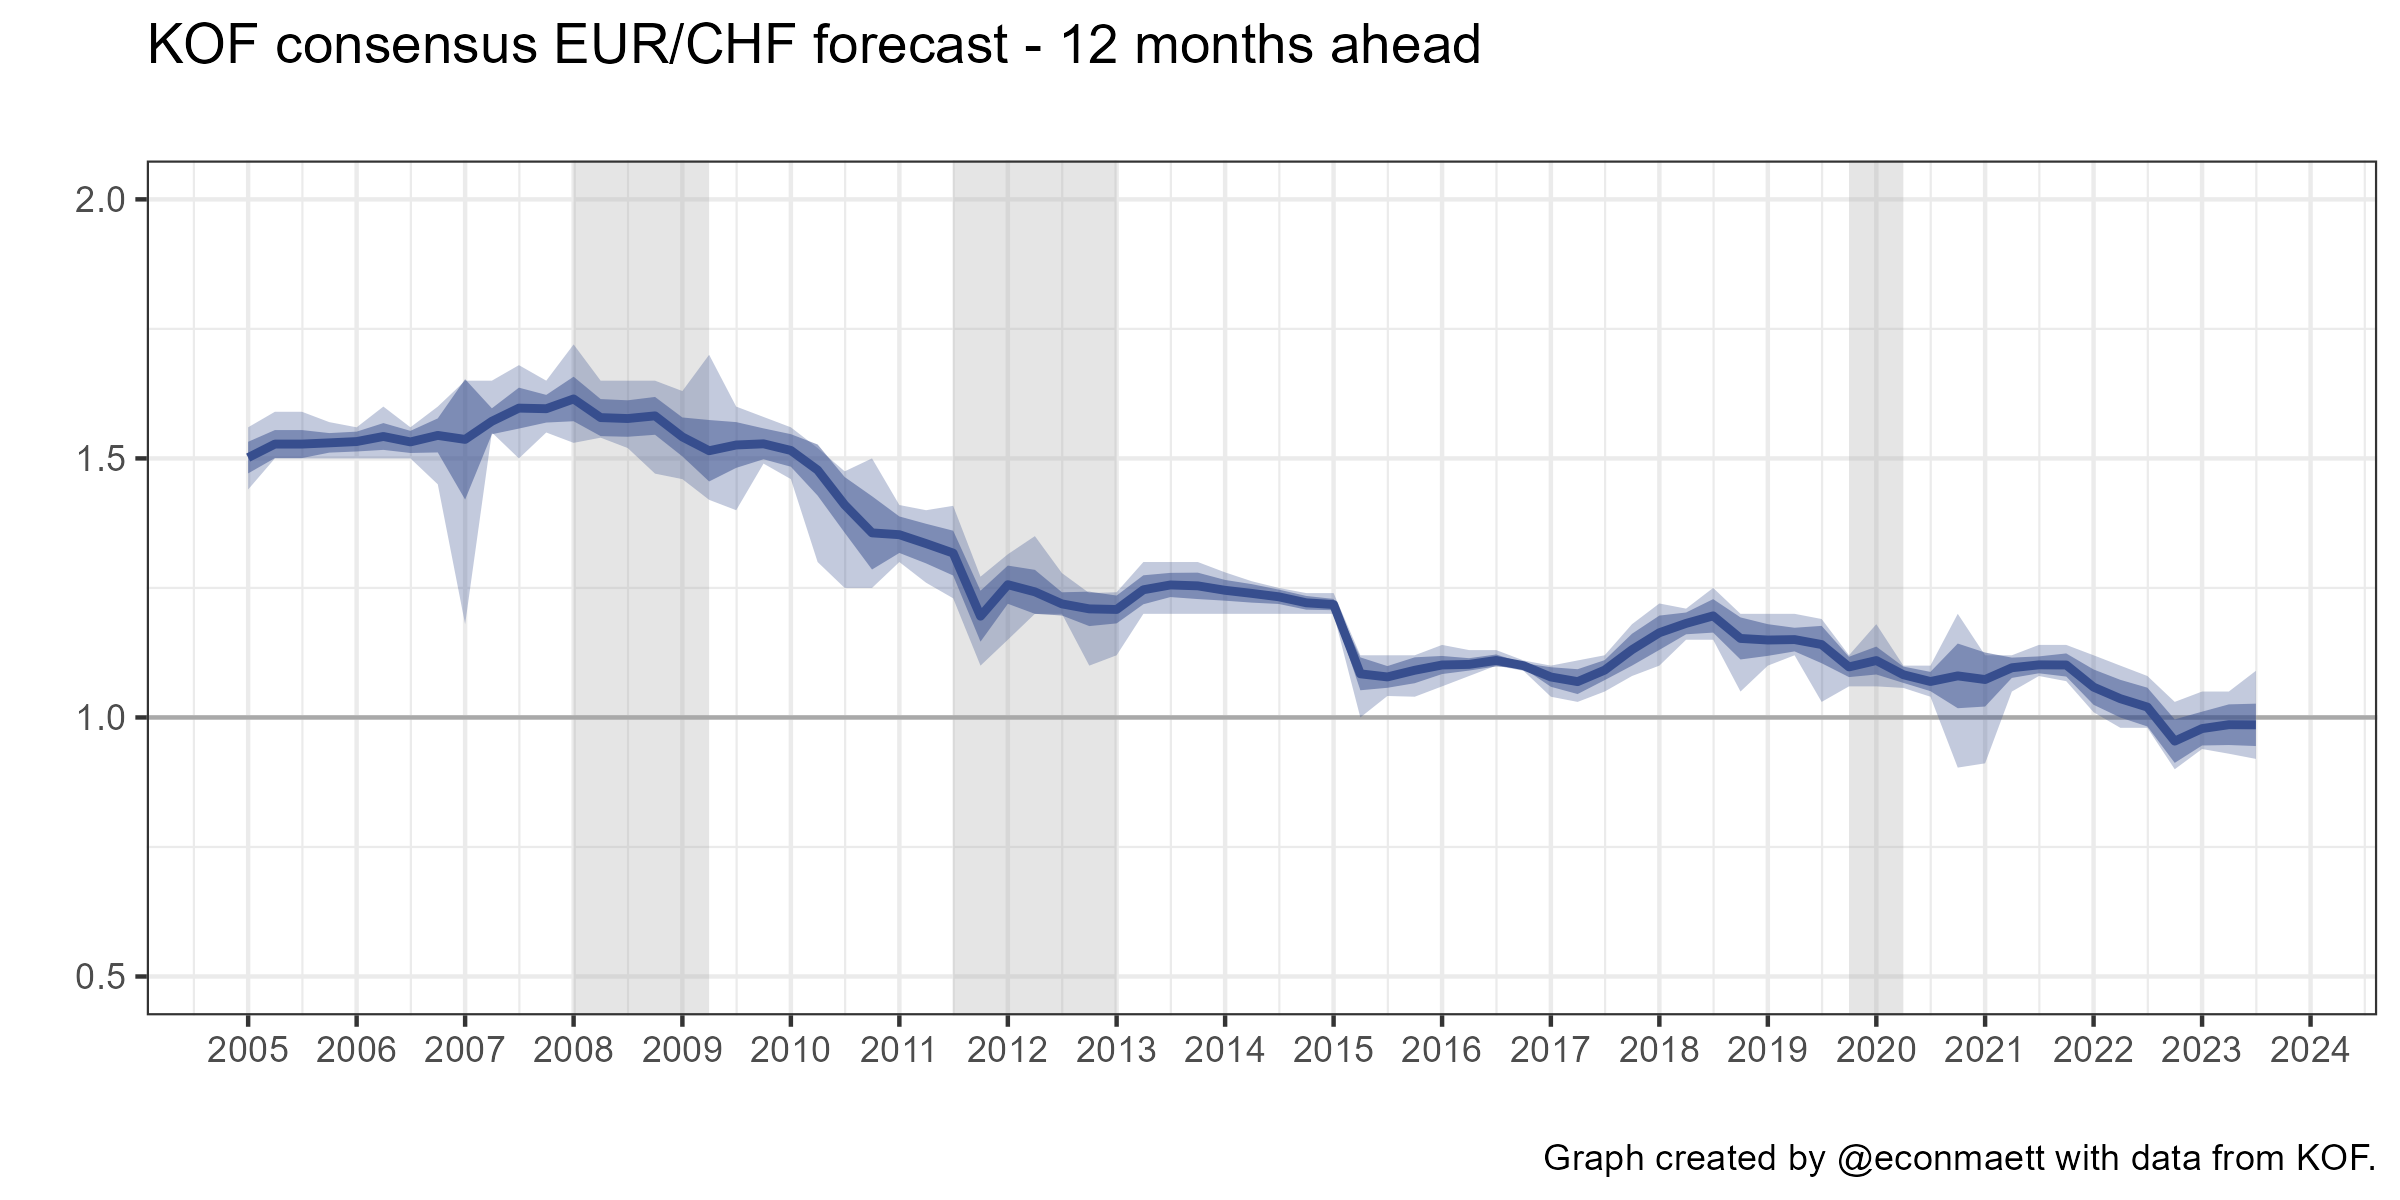 KOF consensus EUR/CHF forecast - 12 months ahead
2.0
1.5
1.0
0.5
2005 2006 2007 2008 2009 2010 2011 2012 2013 2014 2015 2016 2017 2018 2019 2020 2021 2022 2023 2024
Graph created by @econmaett with data from KOF.